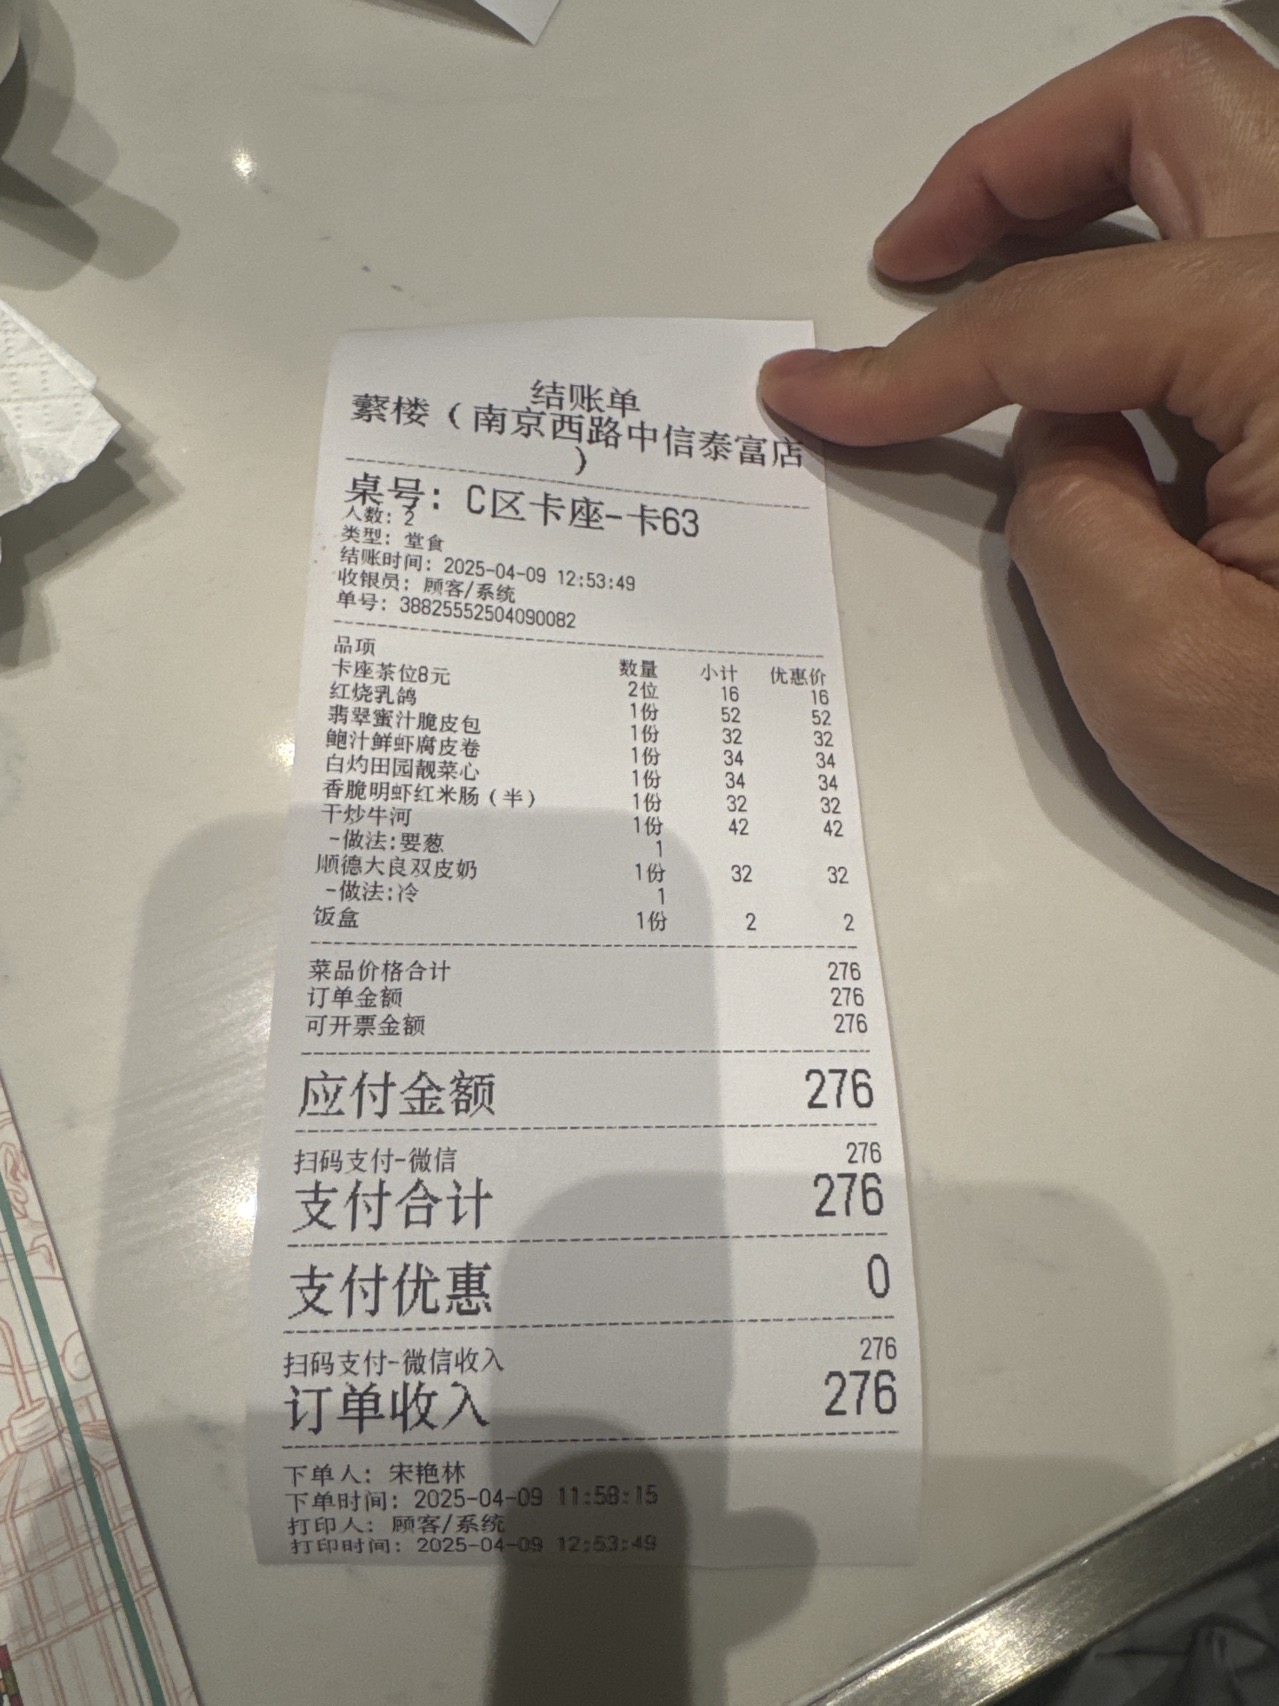 结账单
蘩楼（南京西路中信泰富店
）
桌号：C区卡座-卡63
人数：2
类型：堂食
结账时间：2025-04-09 12:53:49
收银员：顾客/系统
单号：38825552504090082
品项 数量 小计 优惠价
卡座茶位8元 2位 16 16
红烧乳鸽 1份 52 52
翡翠蜜汁脆皮包 1份 32 32
鲍汁鲜虾腐皮卷 1份 34 34
白灼田园靓菜心 1份 34 34
香脆明虾红米肠（半） 1份 32 32
干炒牛河 1份 42 42
-做法:要葱 1
顺德大良双皮奶 1份 32 32
-做法:冷 1
饭盒 1份 2 2
菜品价格合计 276
订单金额 276
可开票金额 276
应付金额 276
扫码支付-微信 276
支付合计 276
支付优惠 0
扫码支付-微信收入 276
订单收入 276
下单人：宋艳林
下单时间：2025-04-09 11:58:15
打印人：顾客/系统
打印时间：2025-04-09 12:53:49